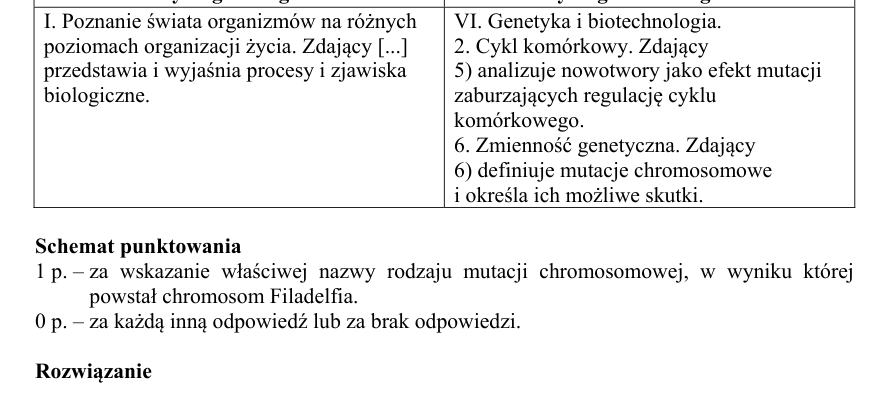 I. Poznanie świata organizmów na różnych
poziomach organizacji życia. Zdający [...]
przedstawia i wyjaśnia procesy i zjawiska
biologiczne.
VI. Genetyka i biotechnologia.
2. Cykl komórkowy. Zdający
5) analizuje nowotwory jako efekt mutacji
zaburzających regulację cyklu
komórkowego.
6. Zmienność genetyczna. Zdający
6) definiuje mutacje chromosomowe
i określa ich możliwe skutki.
Schemat punktowania
1 p. – za wskazanie właściwej nazwy rodzaju mutacji chromosomowej, w wyniku której
powstał chromosom Filadelfia.
0 p. – za każdą inną odpowiedź lub za brak odpowiedzi.
Rozwiązanie